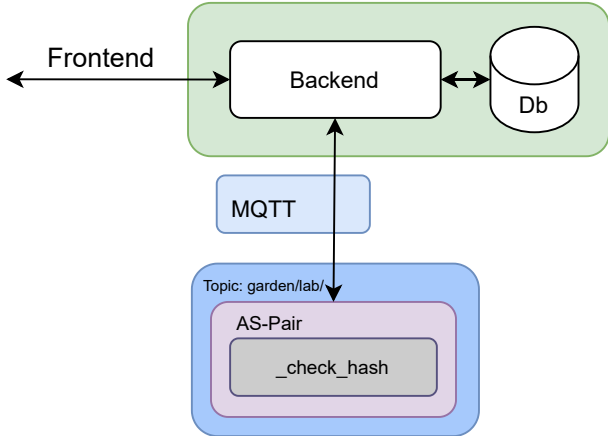 Frontend
Backend
Db
MQTT
Topic: garden/lab/
AS-Pair
_check_hash